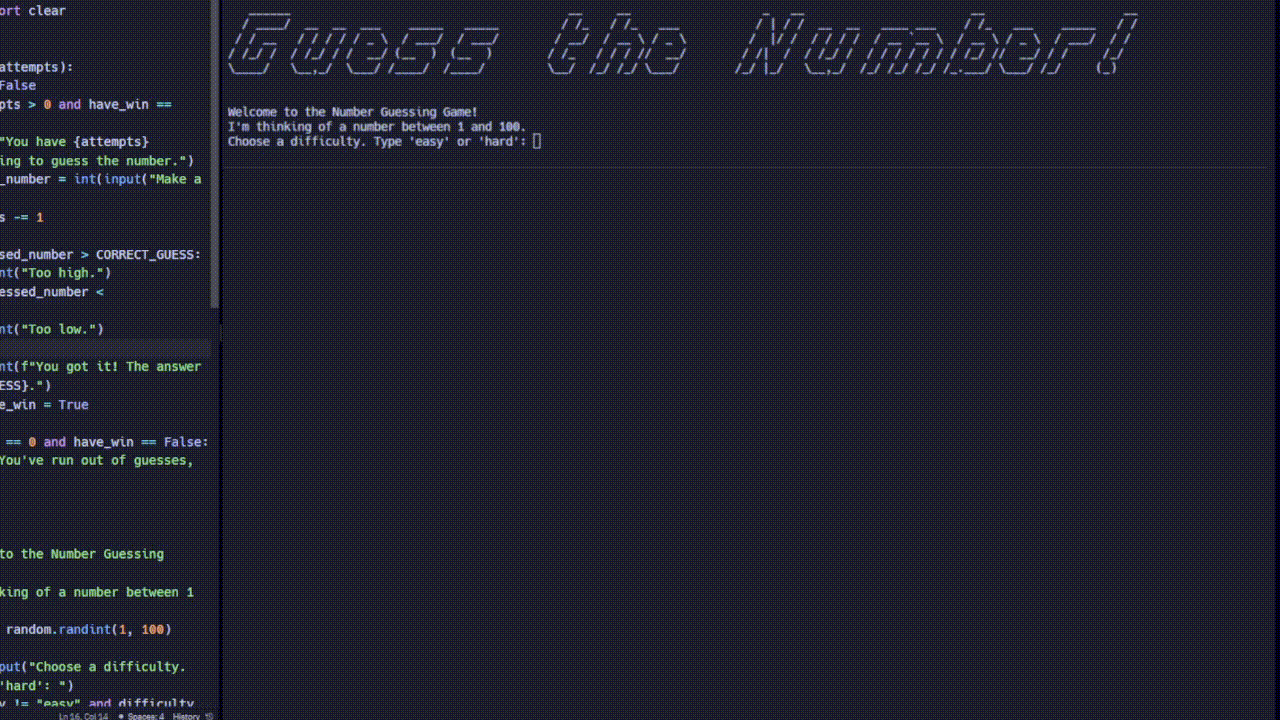 ort clear
attempts):
False
pts > 0 and have_win ==
"You have {attempts}
ing to guess the number.")
_number = int(input("Make a
s -= 1
sed_number > CORRECT_GUESS:
nt("Too high.")
essed_number <
nt("Too low.")
nt(f"You got it! The answer
ESS}.")
e_win = True
== 0 and have_win == False:
You've run out of guesses,
to the Number Guessing
king of a number between 1
random.randint(1, 100)
put("Choose a difficulty.
'hard': ")
y != "easy" and difficulty
Ln 16, Col 14 • Spaces: 4 History
Guess the Number!
Welcome to the Number Guessing Game!
I'm thinking of a number between 1 and 100.
Choose a difficulty. Type 'easy' or 'hard':